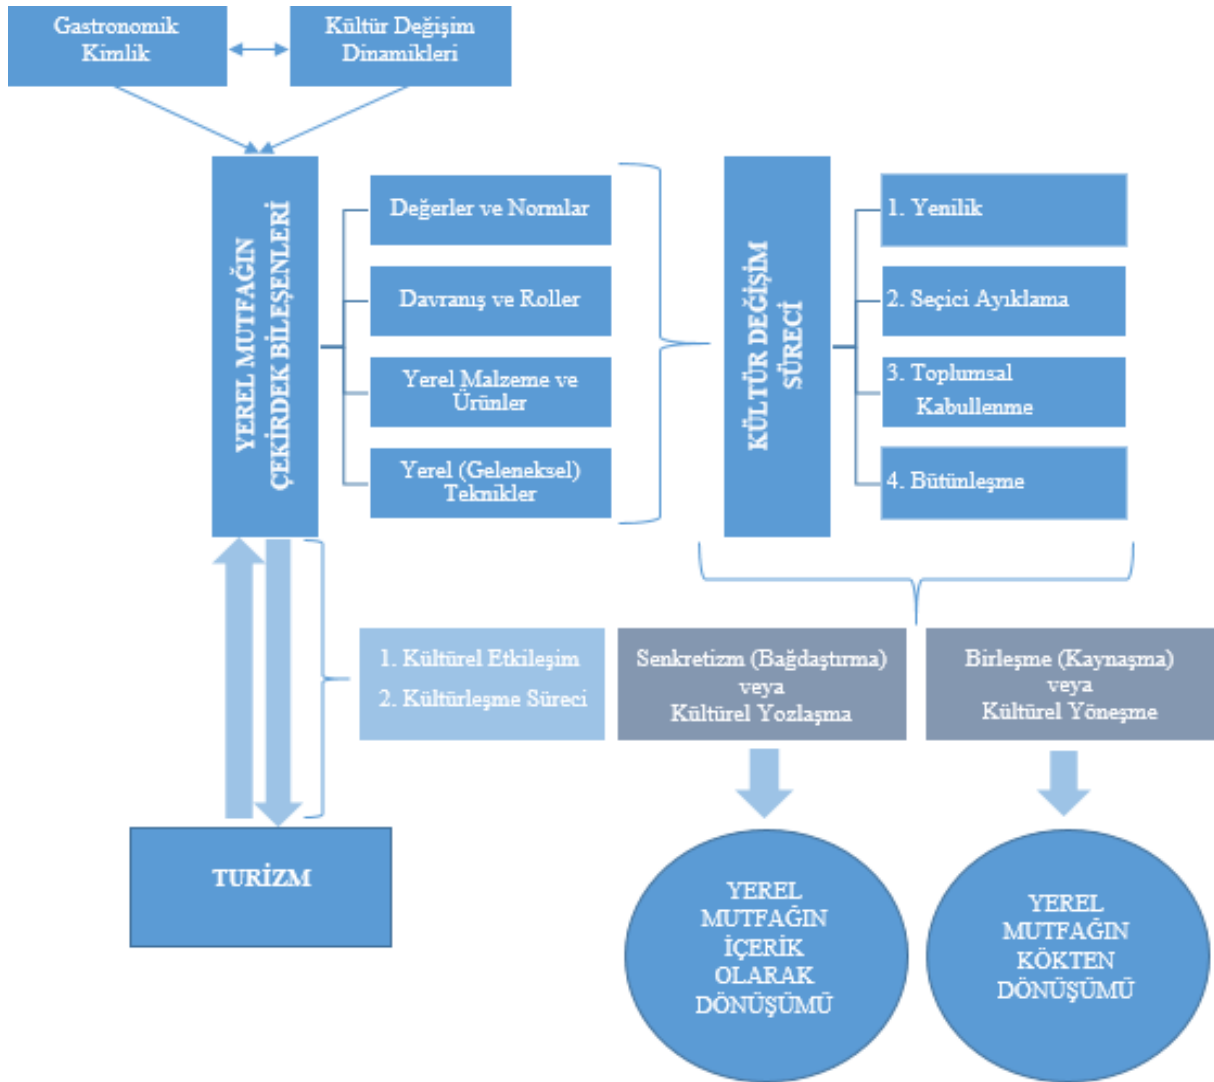 Gastronomik
Kimlik
Kültür Değişim
Dinamikleri
YEREL MUTFAĞIN
ÇEKİRDEK BİLEŞENLERİ
Değerler ve Normlar
Davranış ve Roller
Yerel Malzeme ve
Ürünler
Yerel (Geleneksel)
Teknikler
KÜLTÜR DEĞİŞİM
SÜRECİ
1. Yenilik
2. Seçici Ayıklama
3. Toplumsal
Kabullenme
4. Bütünleşme
1. Kültürel Etkileşim
2. Kültürleşme Süreci
Senkretizm (Bağdaştırma)
veya
Kültürel Yozlaşma
Birleşme (Kaynaşma)
veya
Kültürel Yöneşme
TURİZM
YEREL
MUTFAĞIN
İÇERİK
OLARAK
DÖNÜŞÜMÜ
YEREL
MUTFAĞIN
KÖKTEN
DÖNÜŞÜMÜ